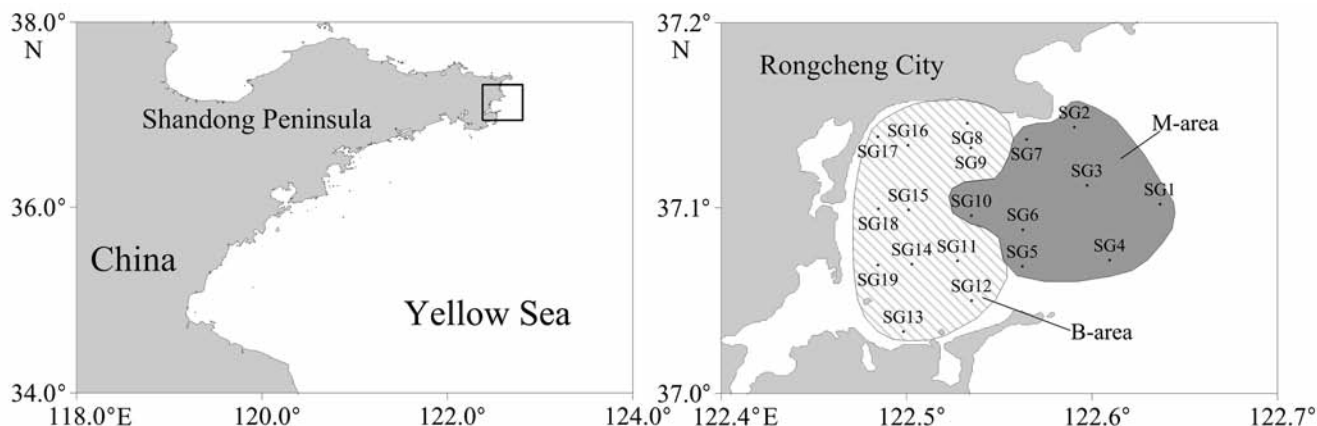 38.0°
N
Shandong Peninsula
36.0°
China
Yellow Sea
34.0°
118.0°E
120.0°
122.0°
124.0°
37.2°
N
Rongcheng City
SG2
M-area
SG16
SG8
SG17
SG9
SG7
SG3
SG1
SG15
SG10
SG18
SG6
SG14
SG11
SG5
SG4
SG19
SG12
SG13
B-area
37.1°
37.0°
122.4°E
122.5°
122.6°
122.7°